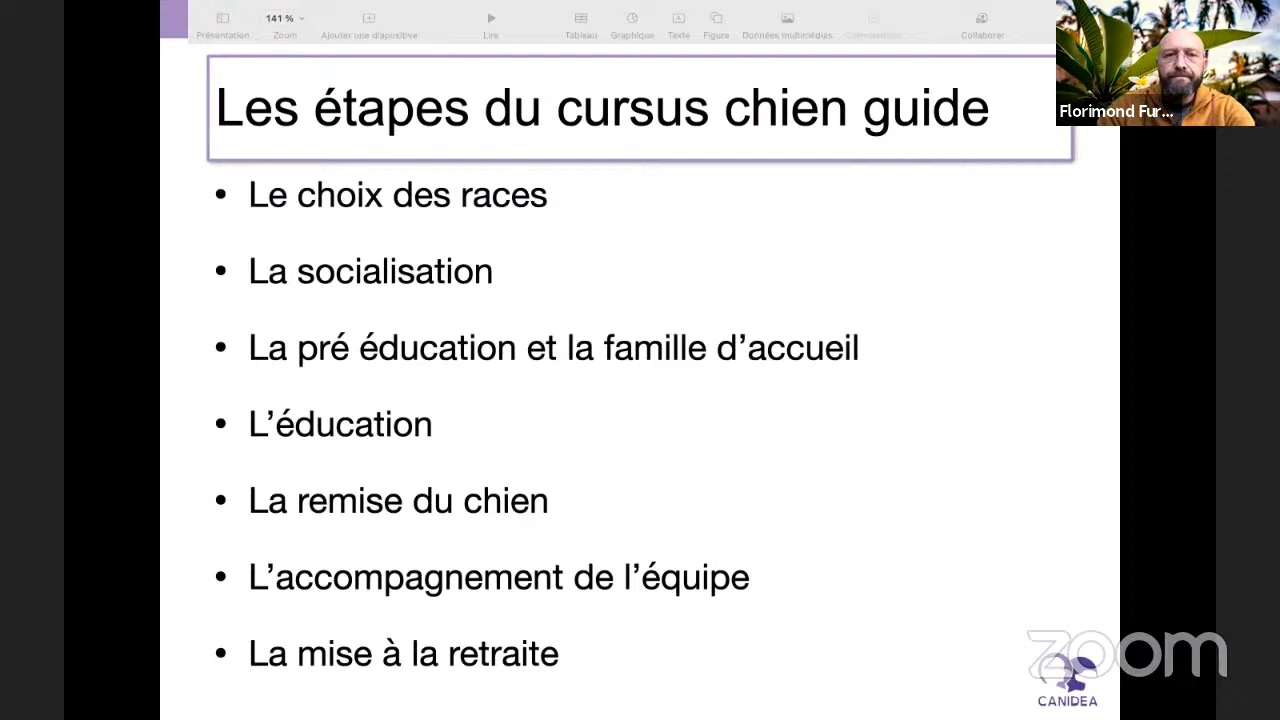 141 %
Présentation Zoom Ajouter une diapositive Lire Tableau Graphique Texte Figure Données multimédias Commentaire Collaborer
Florimond Fur...
Les étapes du cursus chien guide
• Le choix des races
• La socialisation
• La pré éducation et la famille d’accueil
• L’éducation
• La remise du chien
• L’accompagnement de l’équipe
• La mise à la retraite
zoom
CANIDEA